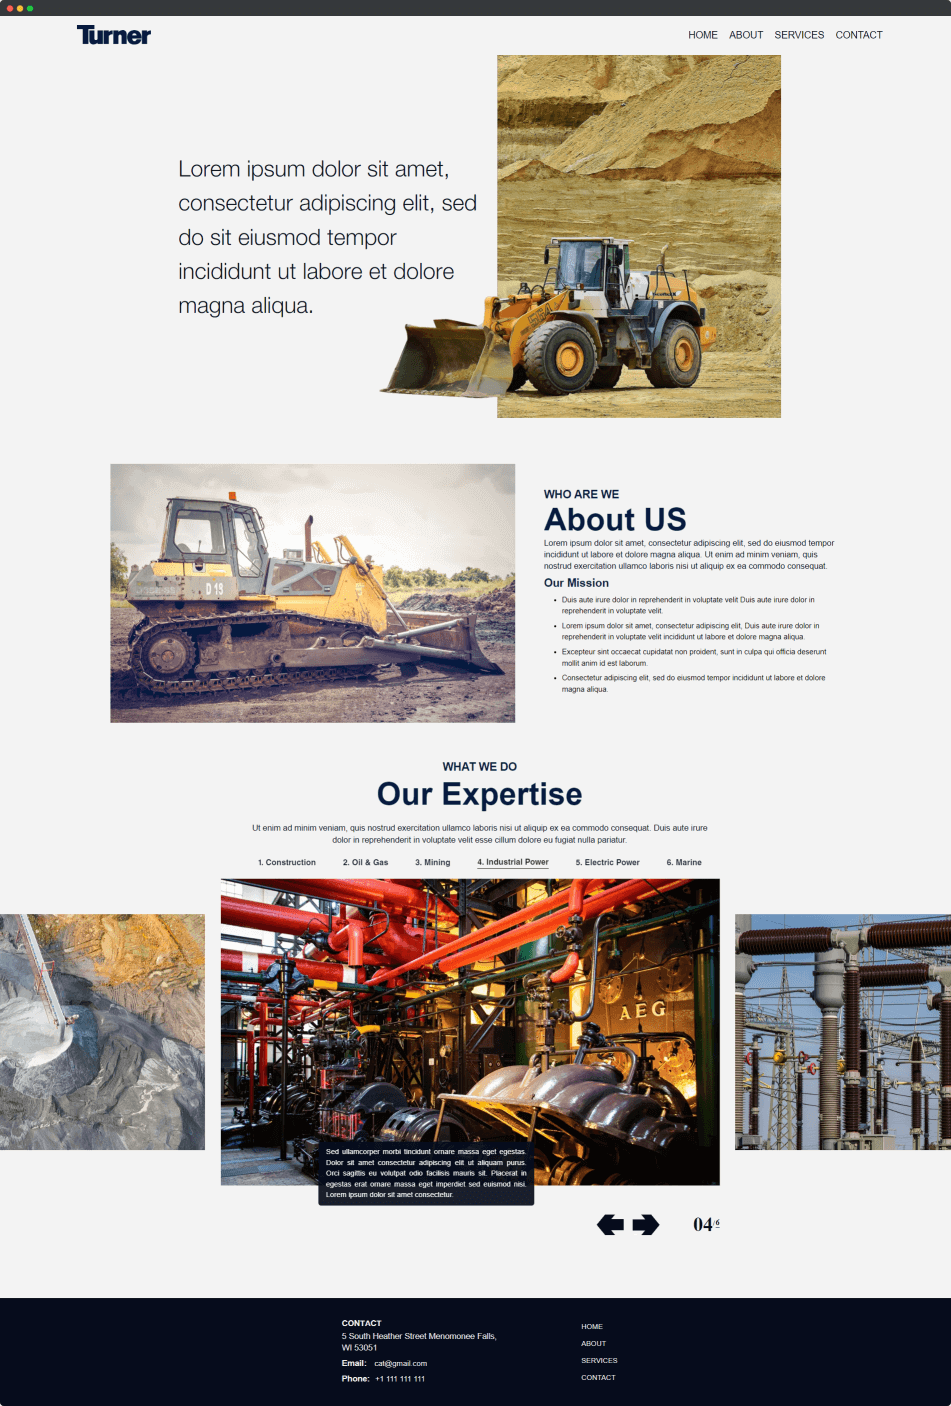 Turner
HOME ABOUT SERVICES CONTACT
Lorem ipsum dolor sit amet,
consectetur adipiscing elit, sed
do sit eiusmod tempor
incididunt ut labore et dolore
magna aliqua.
D 19
WHO ARE WE
About US
Lorem ipsum dolor sit amet, consectetur adipiscing elit, sed do eiusmod tempor
incididunt ut labore et dolore magna aliqua. Ut enim ad minim veniam, quis
nostrud exercitation ullamco laboris nisi ut aliquip ex ea commodo consequat.
Our Mission
• Duis aute irure dolor in reprehenderit in voluptate velit Duis aute irure dolor in
reprehenderit in voluptate velit.
• Lorem ipsum dolor sit amet, consectetur adipiscing elit, Duis aute irure dolor in
reprehenderit in voluptate velit incididunt ut labore et dolore magna aliqua.
• Excepteur sint occaecat cupidatat non proident, sunt in culpa qui officia deserunt
mollit anim id est laborum.
• Consectetur adipiscing elit, sed do eiusmod tempor incididunt ut labore et dolore
magna aliqua.
WHAT WE DO
Our Expertise
Ut enim ad minim veniam, quis nostrud exercitation ullamco laboris nisi ut aliquip ex ea commodo consequat. Duis aute irure
dolor in reprehenderit in voluptate velit esse cillum dolore eu fugiat nulla pariatur.
1. Construction 2. Oil & Gas 3. Mining 4. Industrial Power 5. Electric Power 6. Marine
AEG
Sed ullamcorper morbi tincidunt ornare massa eget egestas.
Dolor sit amet consectetur adipiscing elit ut aliquam purus.
Orci sagittis eu volutpat odio facilisis mauris sit. Placerat in
egestas erat ornare massa eget imperdiet sed euismod nisi.
Lorem ipsum dolor sit amet consectetur.
04/6
CONTACT
5 South Heather Street Menomonee Falls,
WI 53051
Email: cat@gmail.com
Phone: +1 111 111 111
HOME
ABOUT
SERVICES
CONTACT